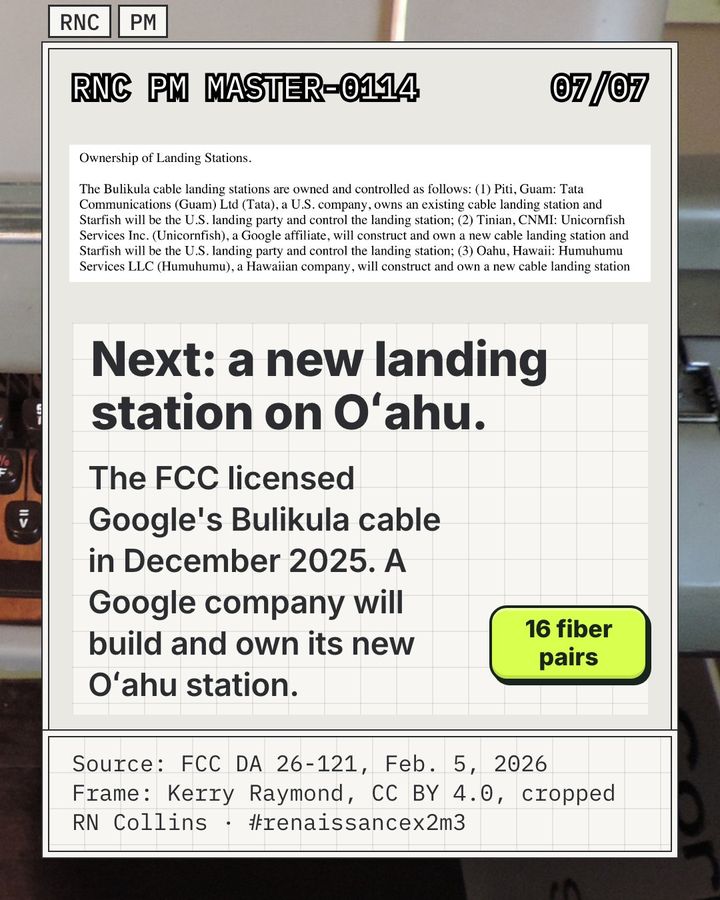 RNC PM
RNC PM MASTER-0114 07/07
Ownership of Landing Stations.
The Bulikula cable landing stations are owned and controlled as follows: (1) Piti, Guam: Tata
Communications (Guam) Ltd (Tata), a U.S. company, owns an existing cable landing station and
Starfish will be the U.S. landing party and control the landing station; (2) Tinian, CNMI: Unicornfish
Services Inc. (Unicornfish), a Google affiliate, will construct and own a new cable landing station and
Starfish will be the U.S. landing party and control the landing station; (3) Oahu, Hawaii: Humuhumu
Services LLC (Humuhumu), a Hawaiian company, will construct and own a new cable landing station
Next: a new landing
station on Oʻahu.
The FCC licensed
Google's Bulikula cable
in December 2025. A
Google company will
build and own its new
Oʻahu station.
16 fiber
pairs
Source: FCC DA 26-121, Feb. 5, 2026
Frame: Kerry Raymond, CC BY 4.0, cropped
RN Collins · #renaissancex2m3